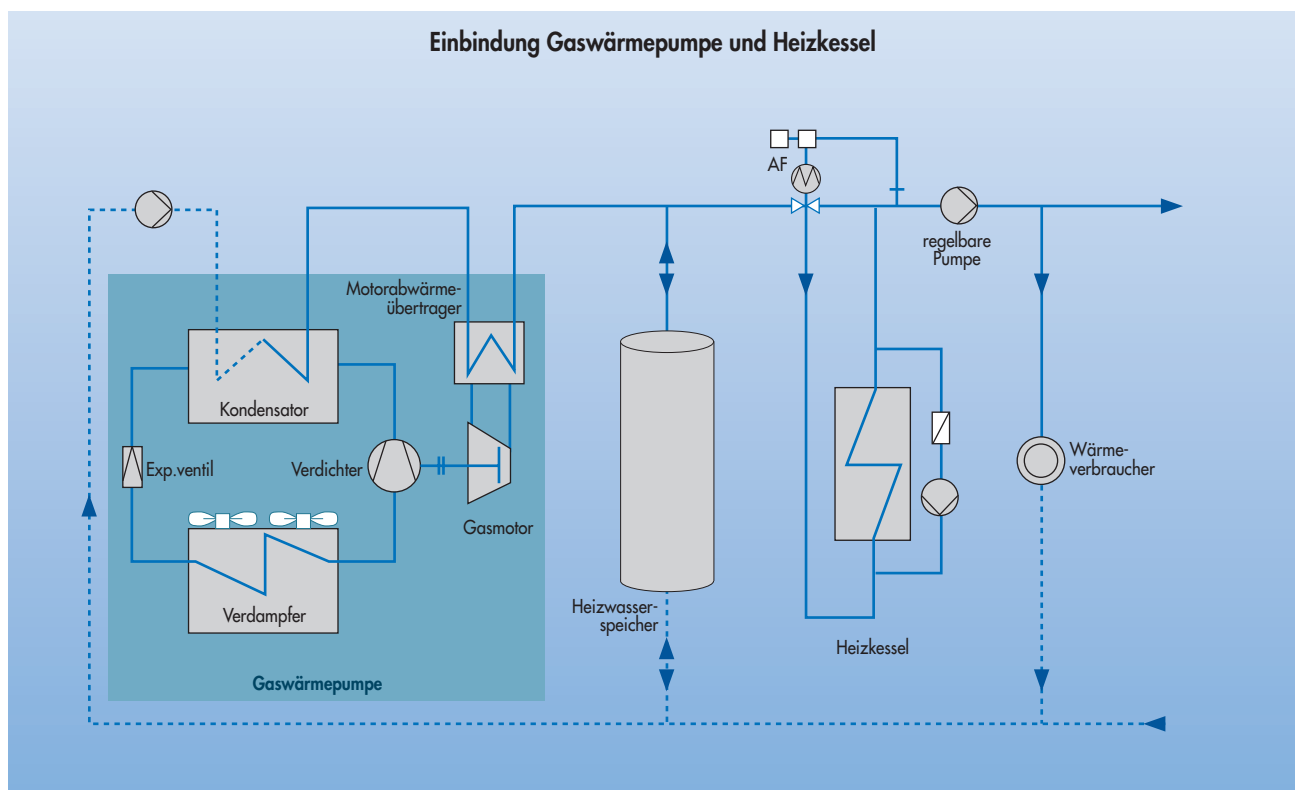 Einbindung Gaswärmepumpe und Heizkessel
AF
regelbare
Pumpe
Motorabwärme-
übertrager
Kondensator
Exp.ventil
Verdichter
Gasmotor
Wärme-
verbraucher
Verdampfer
Heizwasser-
speicher
Heizkessel
Gaswärmepumpe